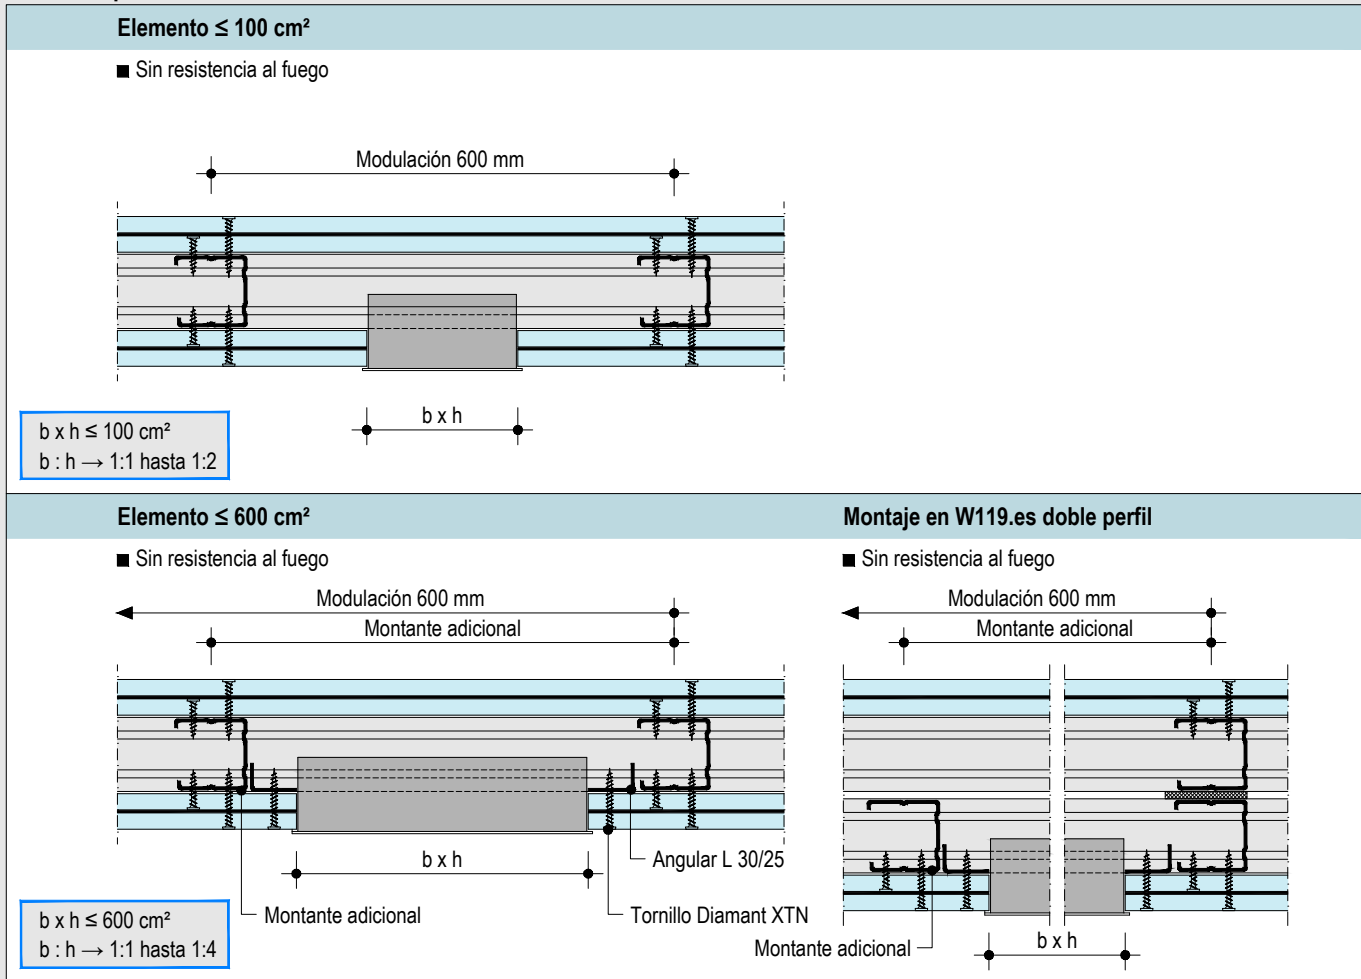 Elemento ≤ 100 cm²
■ Sin resistencia al fuego
Modulación 600 mm
b x h
b x h ≤ 100 cm²
b : h → 1:1 hasta 1:2
Elemento ≤ 600 cm²
■ Sin resistencia al fuego
Modulación 600 mm
Montante adicional
b x h
Angular L 30/25
Montante adicional
Tornillo Diamant XTN
b x h ≤ 600 cm²
b : h → 1:1 hasta 1:4
Montaje en W119.es doble perfil
■ Sin resistencia al fuego
Modulación 600 mm
Montante adicional
b x h
Montante adicional